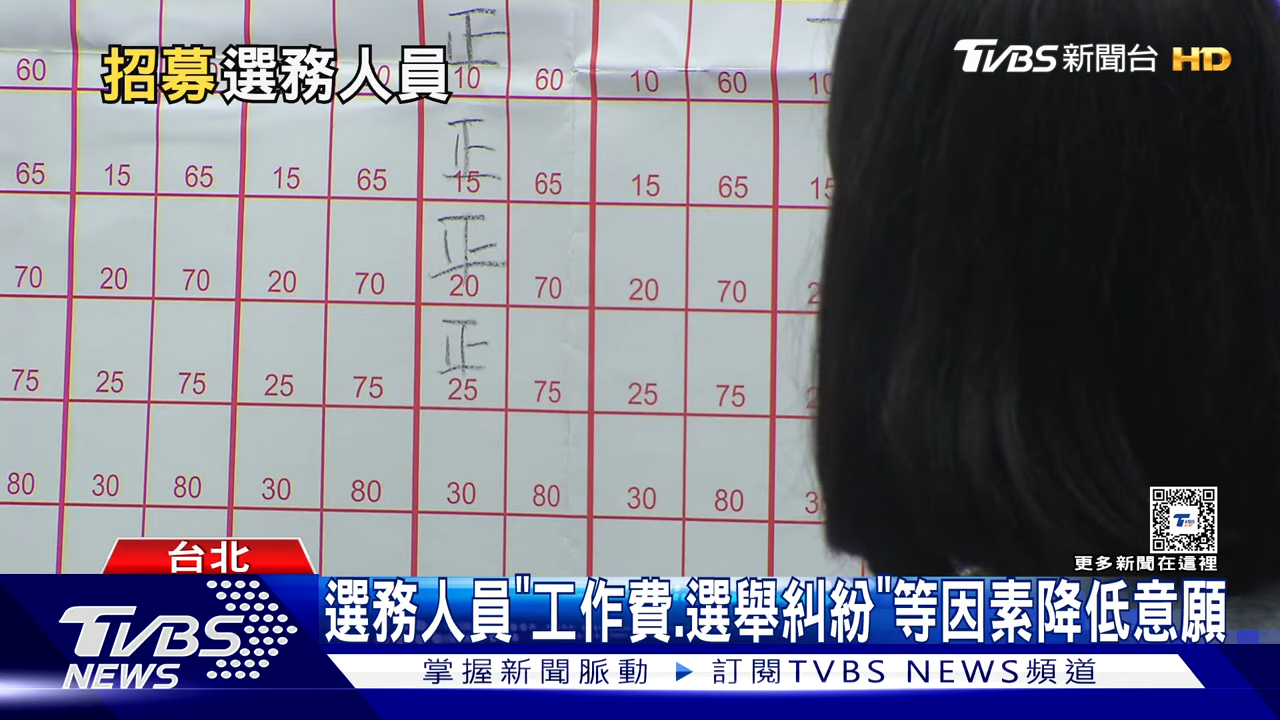 招募選務人員
TVBS新聞台 HD
正 正
60 10 60 10 60 10
65 15 65 15 65 15 65 15 65 15
正
70 20 70 20 70 20 70 20 70
正
75 25 75 25 75 25 75 25 75
80 30 80 30 80 30 80 30 80
更多新聞在這裡
台北
選務人員"工作費.選舉糾紛"等因素降低意願
TVBS NEWS
掌握新聞脈動 ▶ 訂閱TVBS NEWS頻道